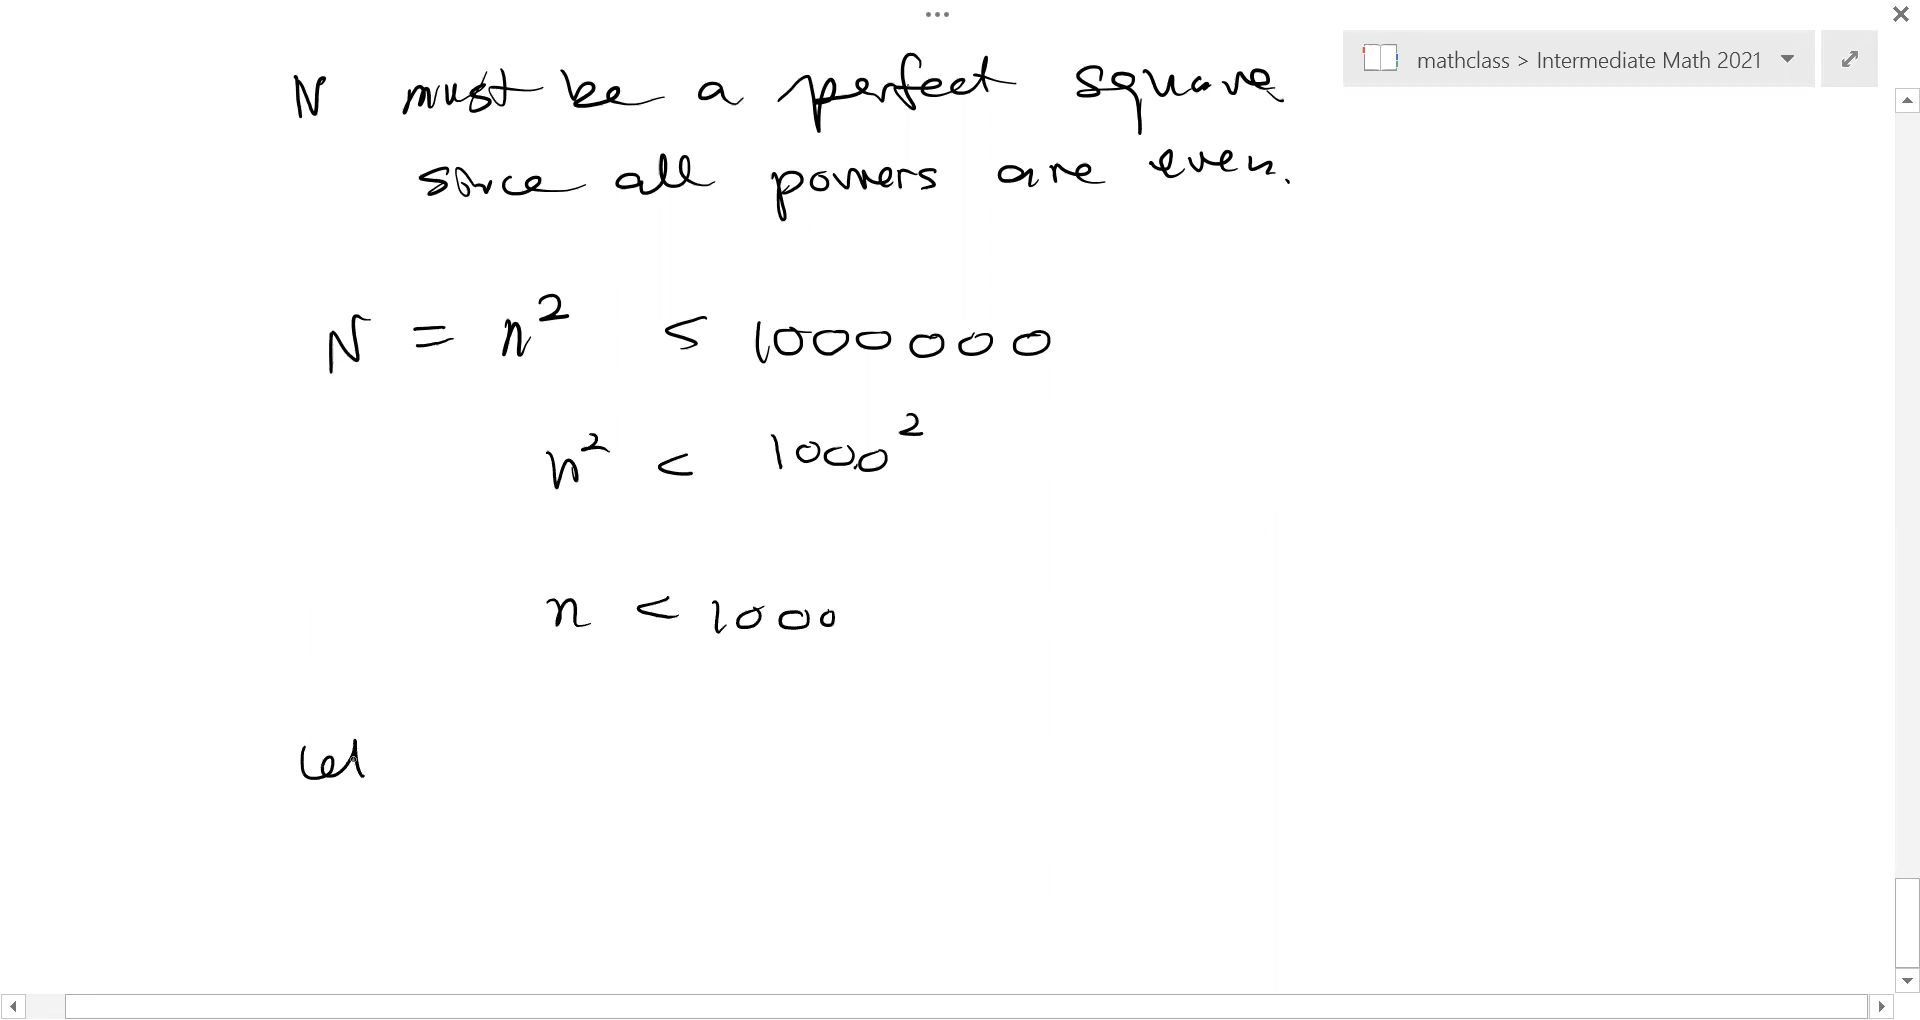 mathclass > Intermediate Math 2021
N must be a perfect square
since all powers are even.
N = n² < 1000000
n² < 1000²
n < 1000
Let